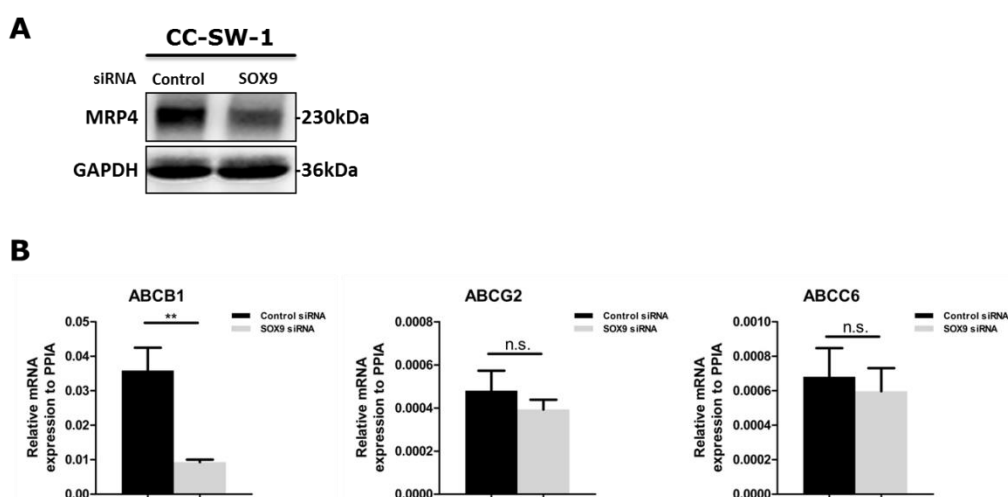 A
CC-SW-1
siRNA Control SOX9
MRP4 -230kDa
GAPDH -36kDa
B
ABCB1
Control siRNA
SOX9 siRNA
**
Relative mRNA
expression to PPIA
0.05
0.04
0.03
0.02
0.01
0.00
ABCG2
Control siRNA
SOX9 siRNA
n.s.
Relative mRNA
expression to PPIA
0.0008
0.0006
0.0004
0.0002
0.0000
ABCC6
Control siRNA
SOX9 siRNA
n.s.
Relative mRNA
expression to PPIA
0.0010
0.0008
0.0006
0.0004
0.0002
0.0000